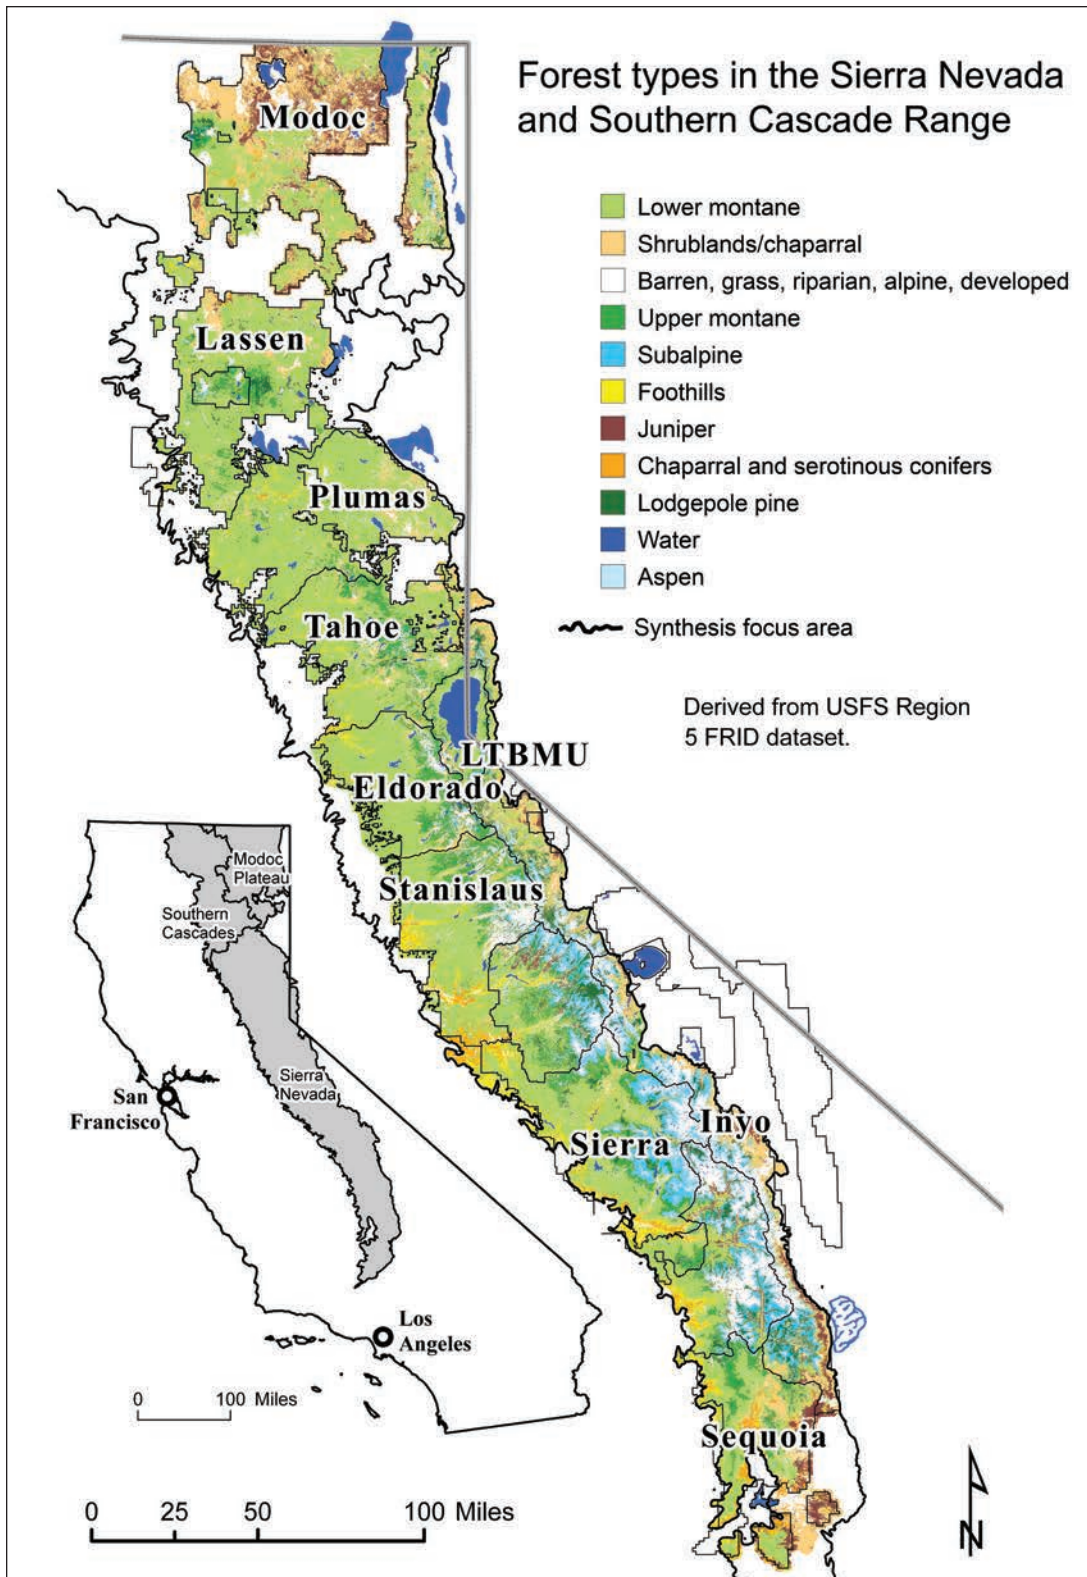 Forest types in the Sierra Nevada
and Southern Cascade Range
Lower montane
Shrublands/chaparral
Barren, grass, riparian, alpine, developed
Upper montane
Subalpine
Foothills
Juniper
Chaparral and serotinous conifers
Lodgepole pine
Water
Aspen
Synthesis focus area
Derived from USFS Region
5 FRID dataset.
Modoc
Lassen
Plumas
Tahoe
LTBMU
Eldorado
Stanislaus
Inyo
Sierra
Sequoia
Modoc
Plateau
Southern
Cascades
Sierra
Nevada
San
Francisco
Los
Angeles
0 100 Miles
0 25 50 100 Miles
N